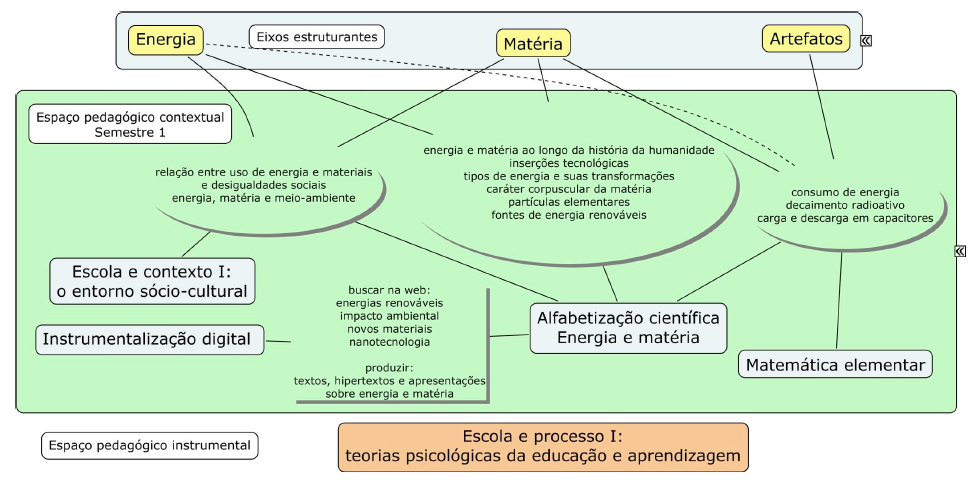 Energia
Eixos estruturantes
Matéria
Artefatos
Espaço pedagógico contextual
Semestre 1
relação entre uso de energia e materiais
e desigualdades sociais
energia, matéria e meio-ambiente
energia e matéria ao longo da história da humanidade
inserções tecnológicas
tipos de energia e suas transformações
caráter corpuscular da matéria
partículas elementares
fontes de energia renováveis
consumo de energia
decaimento radioativo
carga e descarga em capacitores
Escola e contexto I:
o entorno sócio-cultural
Instrumentalização digital
buscar na web:
energias renováveis
impacto ambiental
novos materiais
nanotecnologia
produzir:
textos, hipertextos e apresentações
sobre energia e matéria
Alfabetização científica
Energia e matéria
Matemática elementar
Espaço pedagógico instrumental
Escola e processo I:
teorias psicológicas da educação e aprendizagem